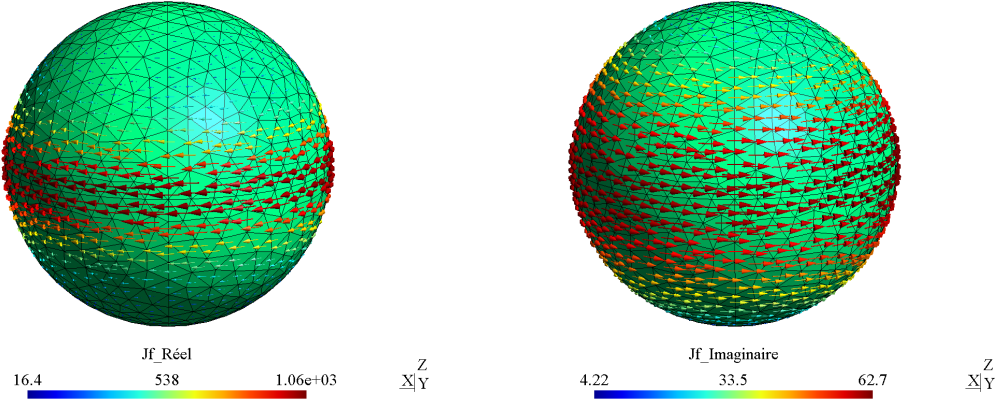 Jf_Réel
16.4 538 1.06e+03
Z
X Y
Jf_Imaginaire
4.22 33.5 62.7
Z
X Y